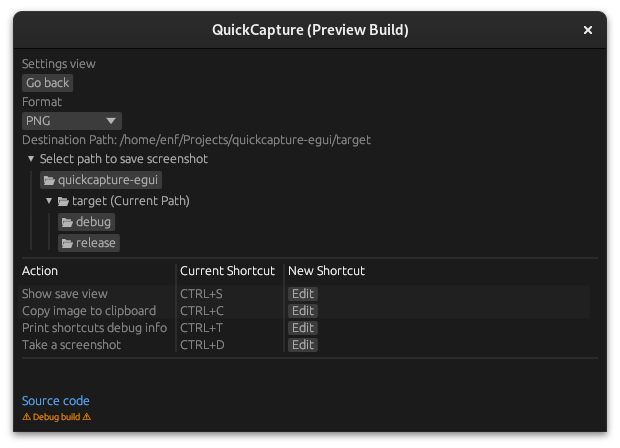 QuickCapture (Preview Build)
Settings view
Go back
Format
PNG
Destination Path: /home/enf/Projects/quickcapture-egui/target
Select path to save screenshot
quickcapture-egui
target (Current Path)
debug
release
Action Current Shortcut New Shortcut
Show save view CTRL+S Edit
Copy image to clipboard CTRL+C Edit
Print shortcuts debug info CTRL+T Edit
Take a screenshot CTRL+D Edit
Source code
⚠ Debug build ⚠